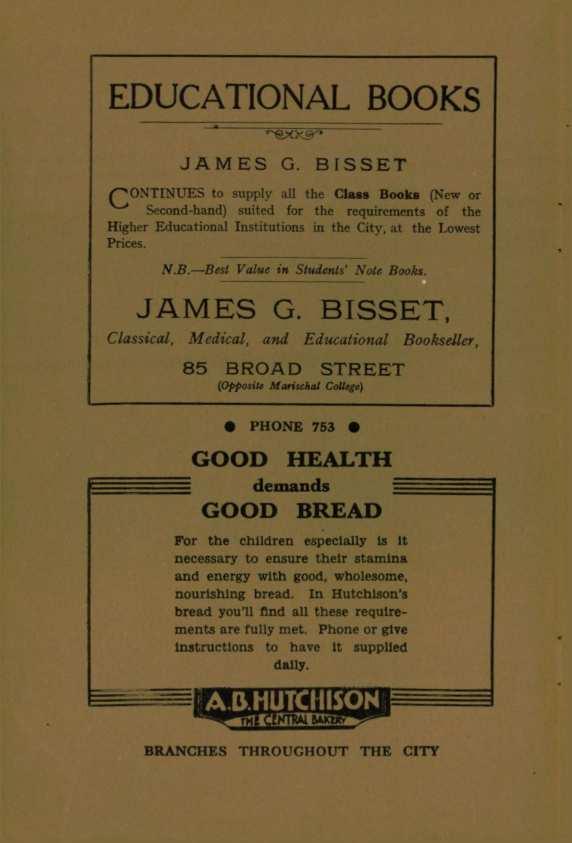 EDUCATIONAL BOOKS
JAMES G. BISSET
CONTINUES to supply all the Class Books (New or
Second-hand) suited for the requirements of the
Higher Educational Institutions in the City, at the Lowest
Prices.
N.B.—Best Value in Students' Note Books.
JAMES G. BISSET,
Classical, Medical, and Educational Bookseller,
85 BROAD STREET
(Opposite Marischal College)
● PHONE 753 ●
GOOD HEALTH
demands
GOOD BREAD
For the children especially is it
necessary to ensure their stamina
and energy with good, wholesome,
nourishing bread. In Hutchison's
bread you'll find all these require-
ments are fully met. Phone or give
instructions to have it supplied
daily.
A.B. HUTCHISON
THE CENTRAL BAKERY
BRANCHES THROUGHOUT THE CITY